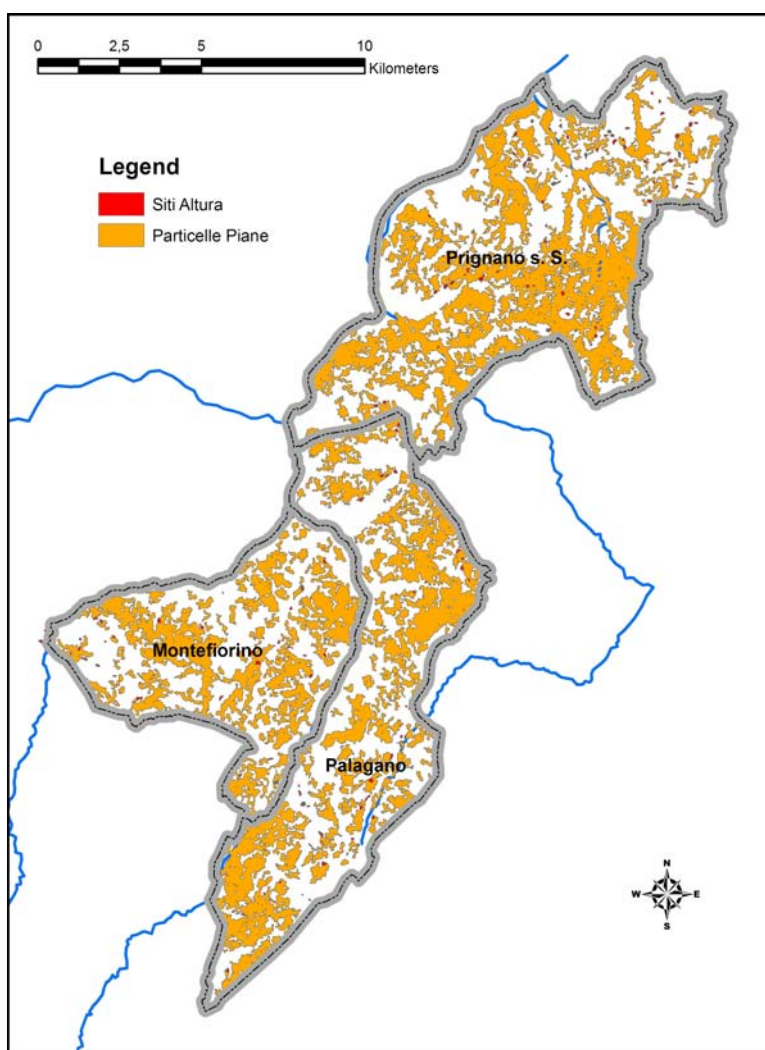 0 2,5 5 10
Kilometers
Legend
Siti Altura
Particelle Piane
Prignano s. S.
Montefiorino
Palagano
N
W E
S